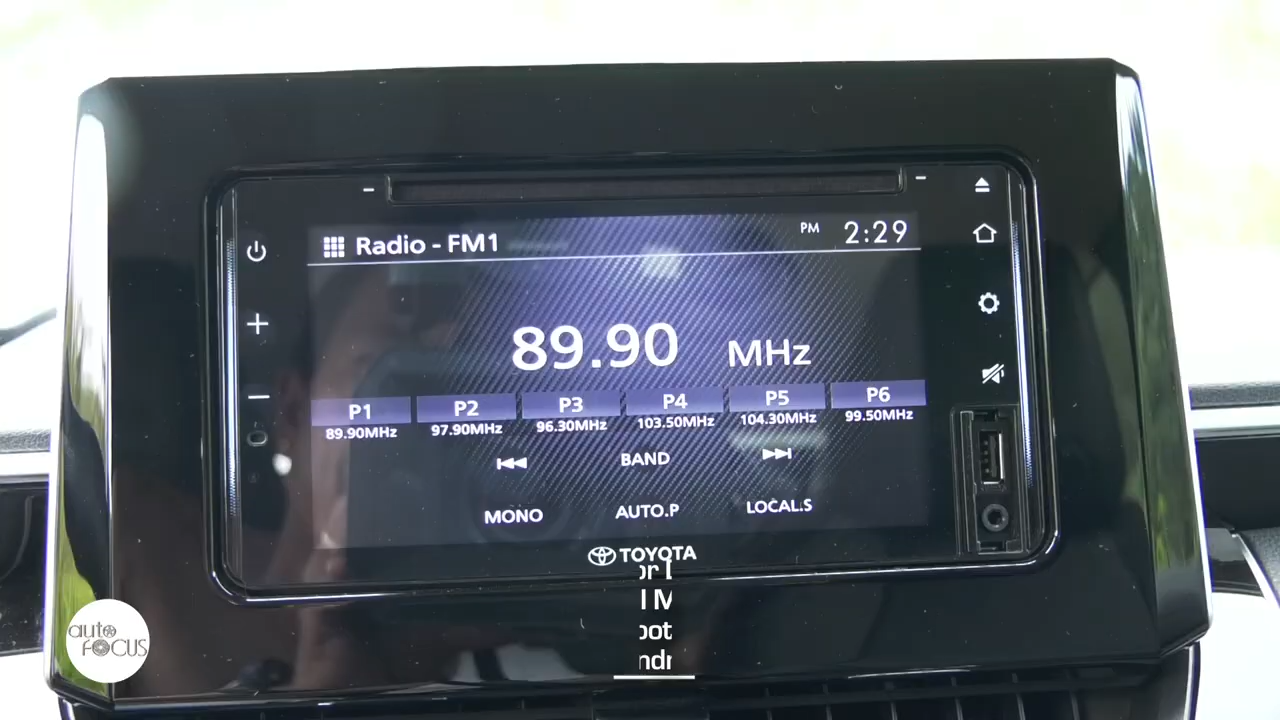 Radio - FM1
PM 2:29
89.90 MHz
P1 P2 P3 P4 P5 P6
89.90MHz 97.90MHz 96.30MHz 103.50MHz 104.30MHz 99.50MHz
BAND
MONO AUTO.P LOCAL.S
TOYOTA
auto
FOCUS